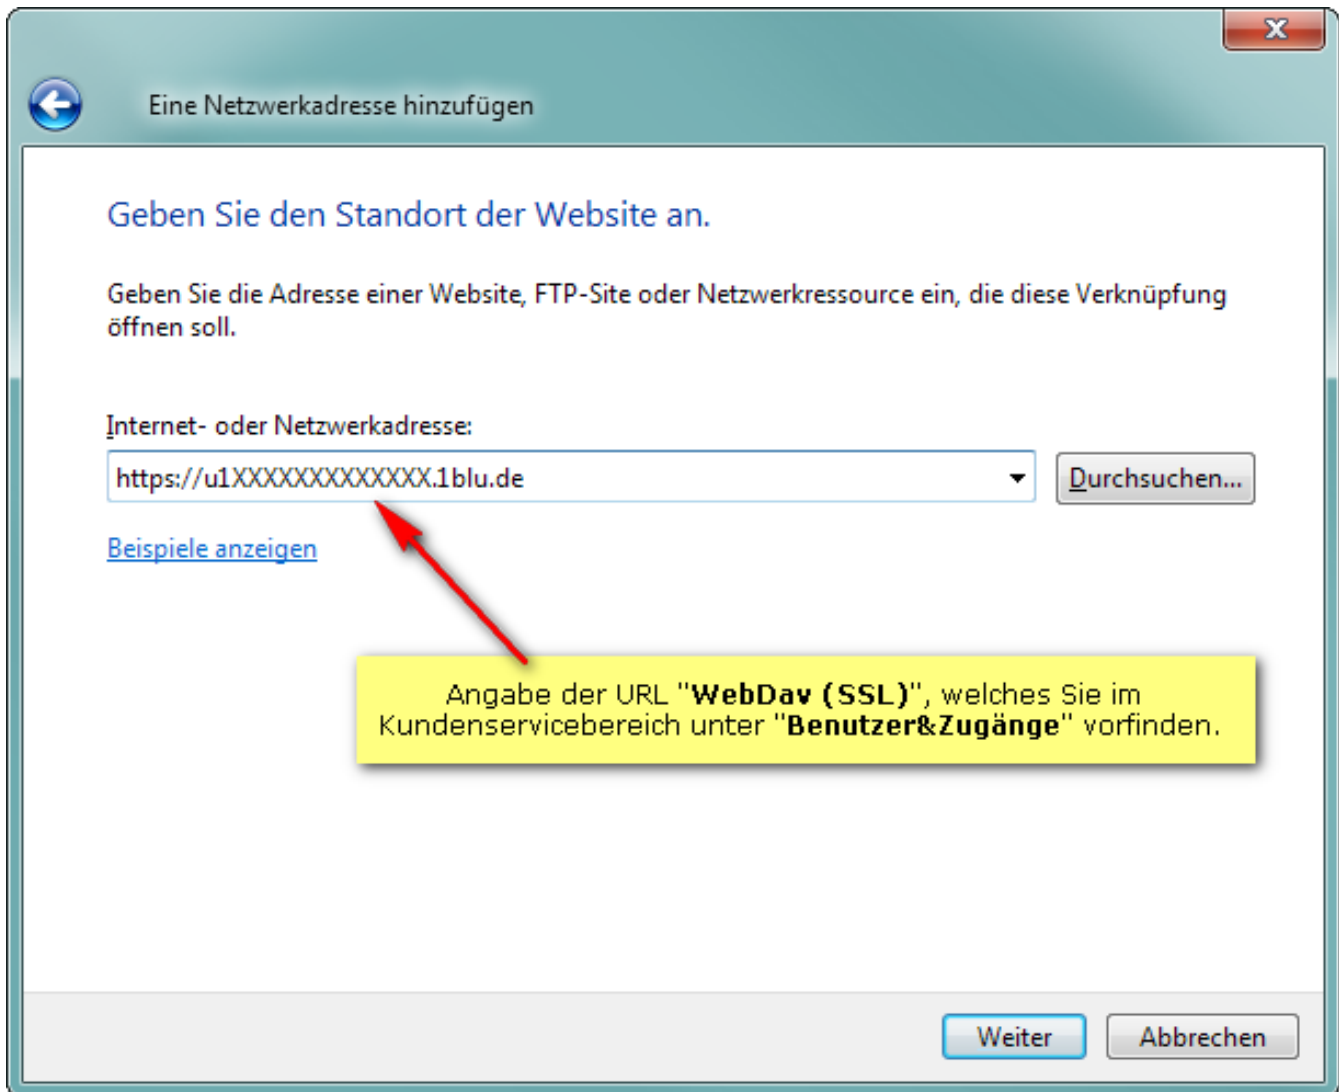 Eine Netzwerkadresse hinzufügen
Geben Sie den Standort der Website an.
Geben Sie die Adresse einer Website, FTP-Site oder Netzwerkressource ein, die diese Verknüpfung
öffnen soll.
Internet- oder Netzwerkadresse:
https://u1XXXXXXXXXXXXX.1blu.de
Durchsuchen...
Beispiele anzeigen
Angabe der URL "WebDav (SSL)", welches Sie im
Kundenservicebereich unter "Benutzer&Zugänge" vorfinden.
Weiter
Abbrechen